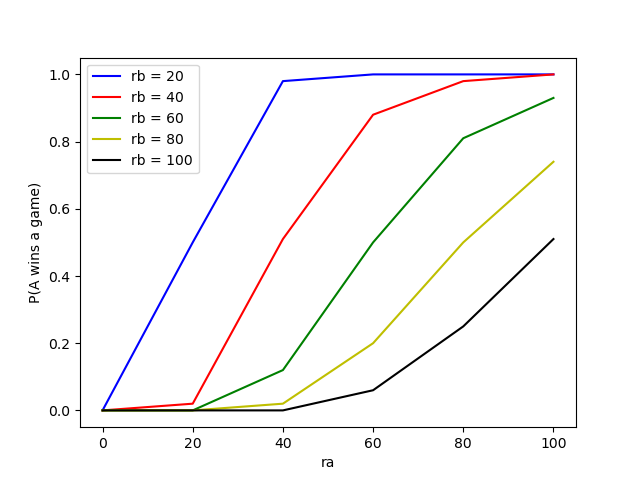 rb = 20
rb = 40
rb = 60
rb = 80
rb = 100
1.0
0.8
0.6
0.4
0.2
0.0
P(A wins a game)
0 20 40 60 80 100
ra